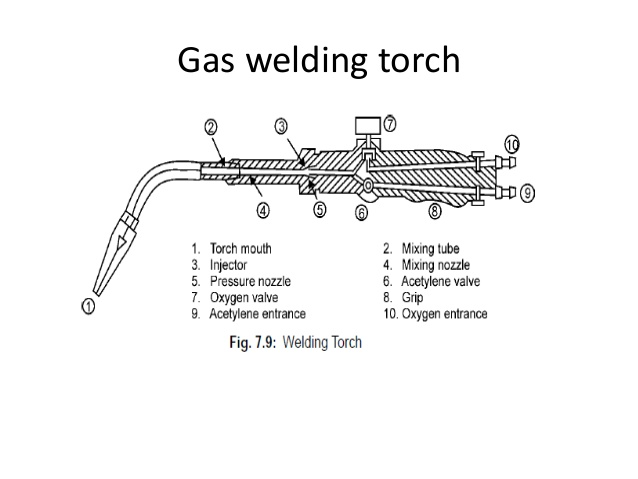 Gas welding torch
2 3 7 10
9
4 5 6 8
1
1. Torch mouth 2. Mixing tube
3. Injector 4. Mixing nozzle
5. Pressure nozzle 6. Acetylene valve
7. Oxygen valve 8. Grip
9. Acetylene entrance 10. Oxygen entrance
Fig. 7.9: Welding Torch